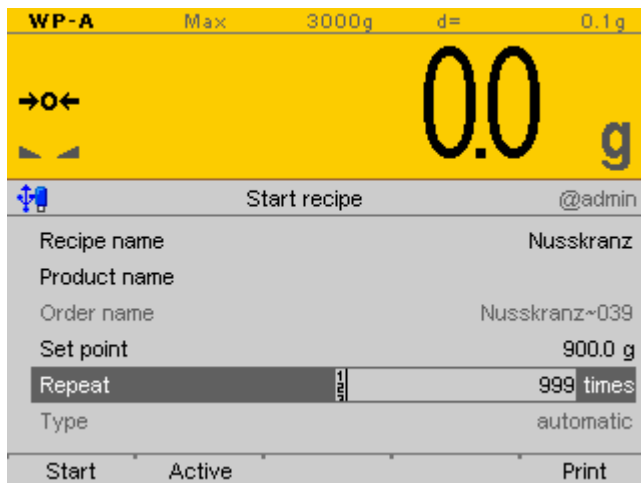 WP-A Max 3000g d= 0.1g
→0←
0.0 g
Start recipe @admin
Recipe name Nusskranz
Product name
Order name Nusskranz~039
Set point 900.0 g
Repeat 123 999 times
Type automatic
Start Active Print